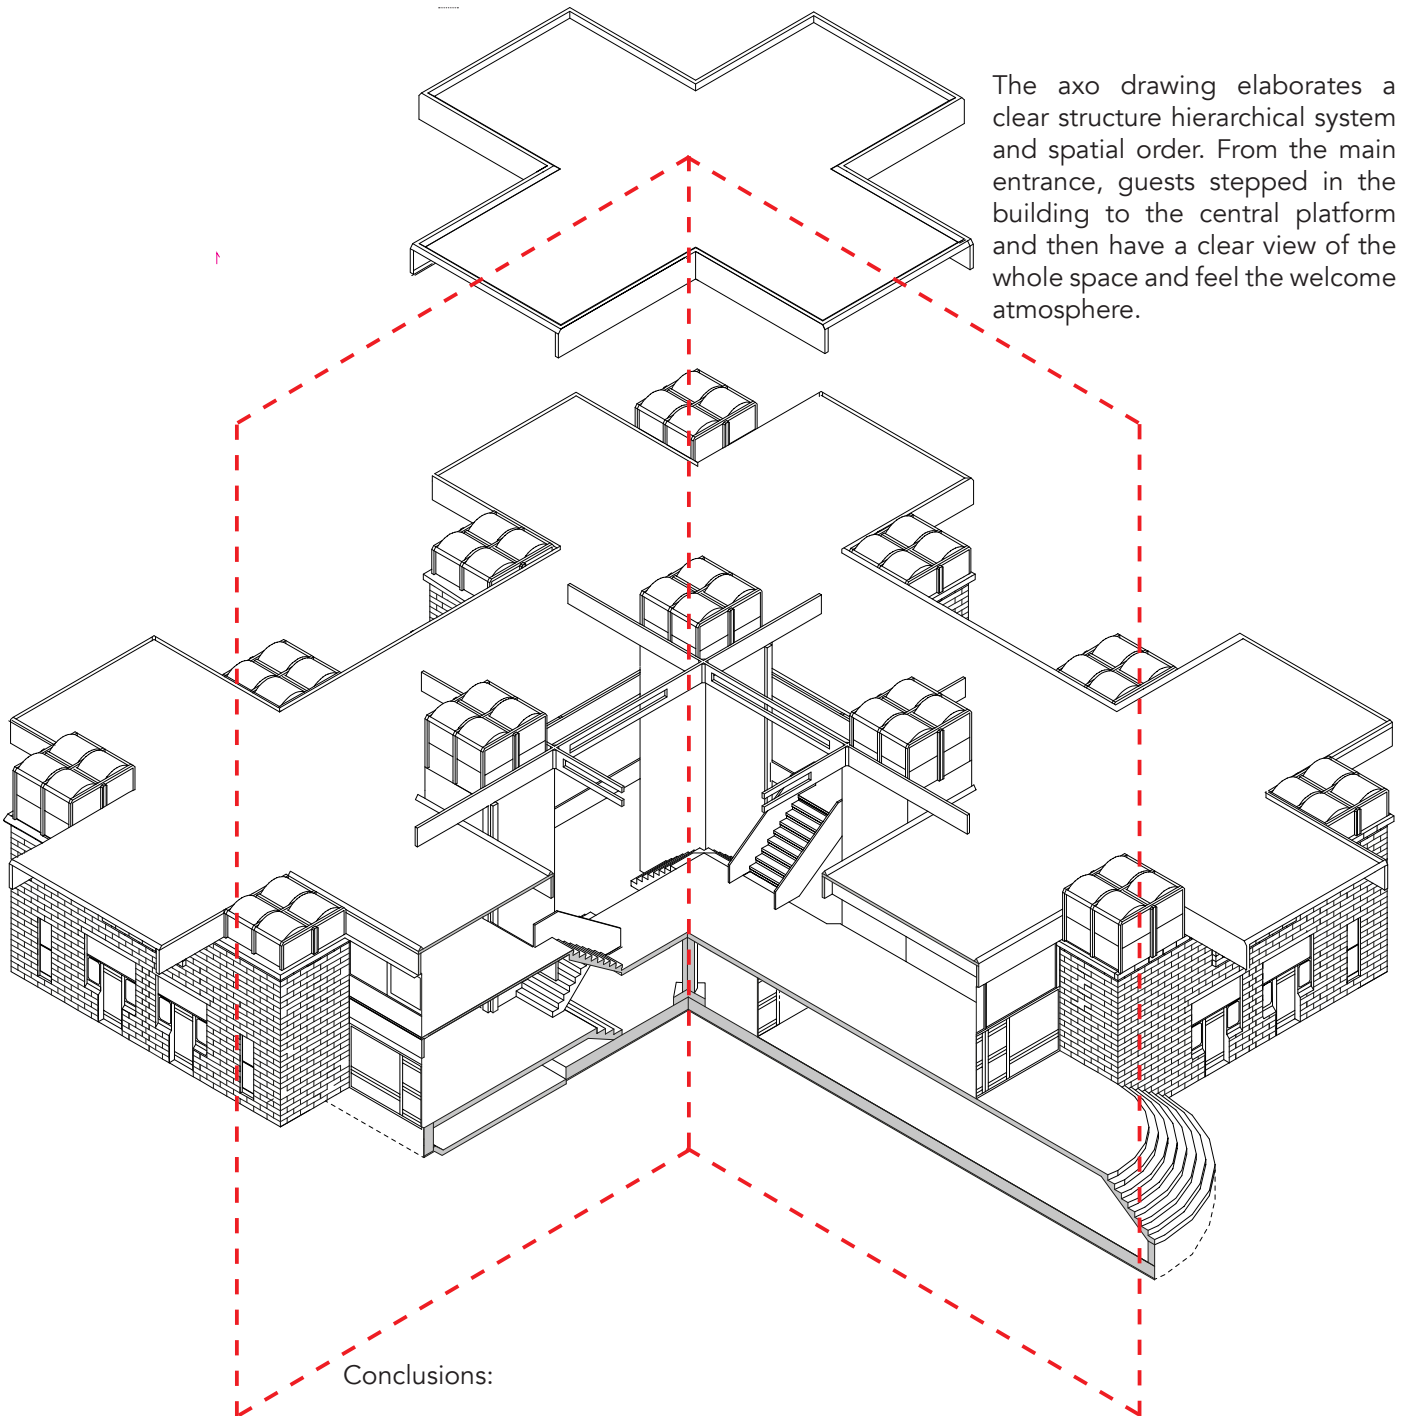 The axo drawing elaborates a
clear structure hierarchical system
and spatial order. From the main
entrance, guests stepped in the
building to the central platform
and then have a clear view of the
whole space and feel the welcome
atmosphere.
Conclusions: